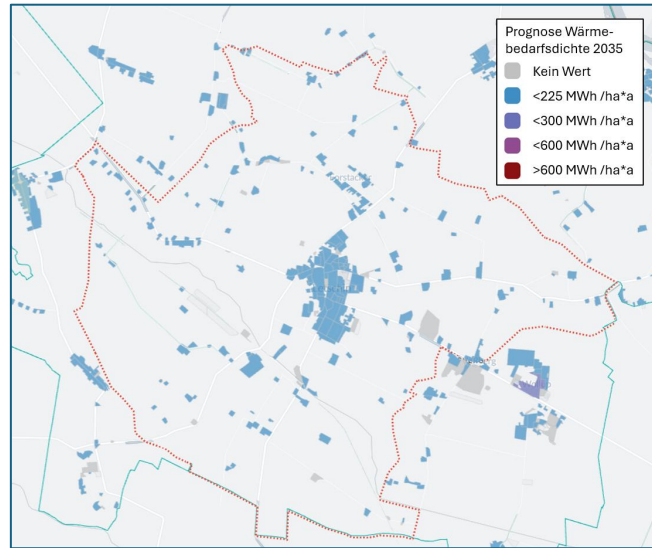 Prognose Wärme-
bedarfsdichte 2035
Kein Wert
<225 MWh /ha*a
<300 MWh /ha*a
<600 MWh /ha*a
>600 MWh /ha*a